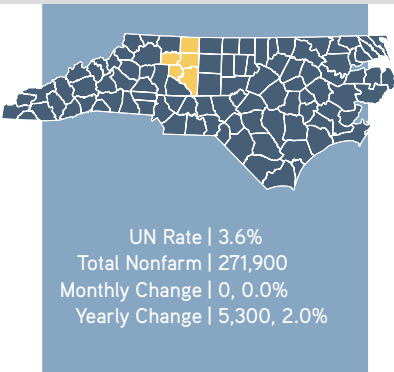 UN Rate | 3.6%
Total Nonfarm | 271,900
Monthly Change | 0, 0.0%
Yearly Change | 5,300, 2.0%